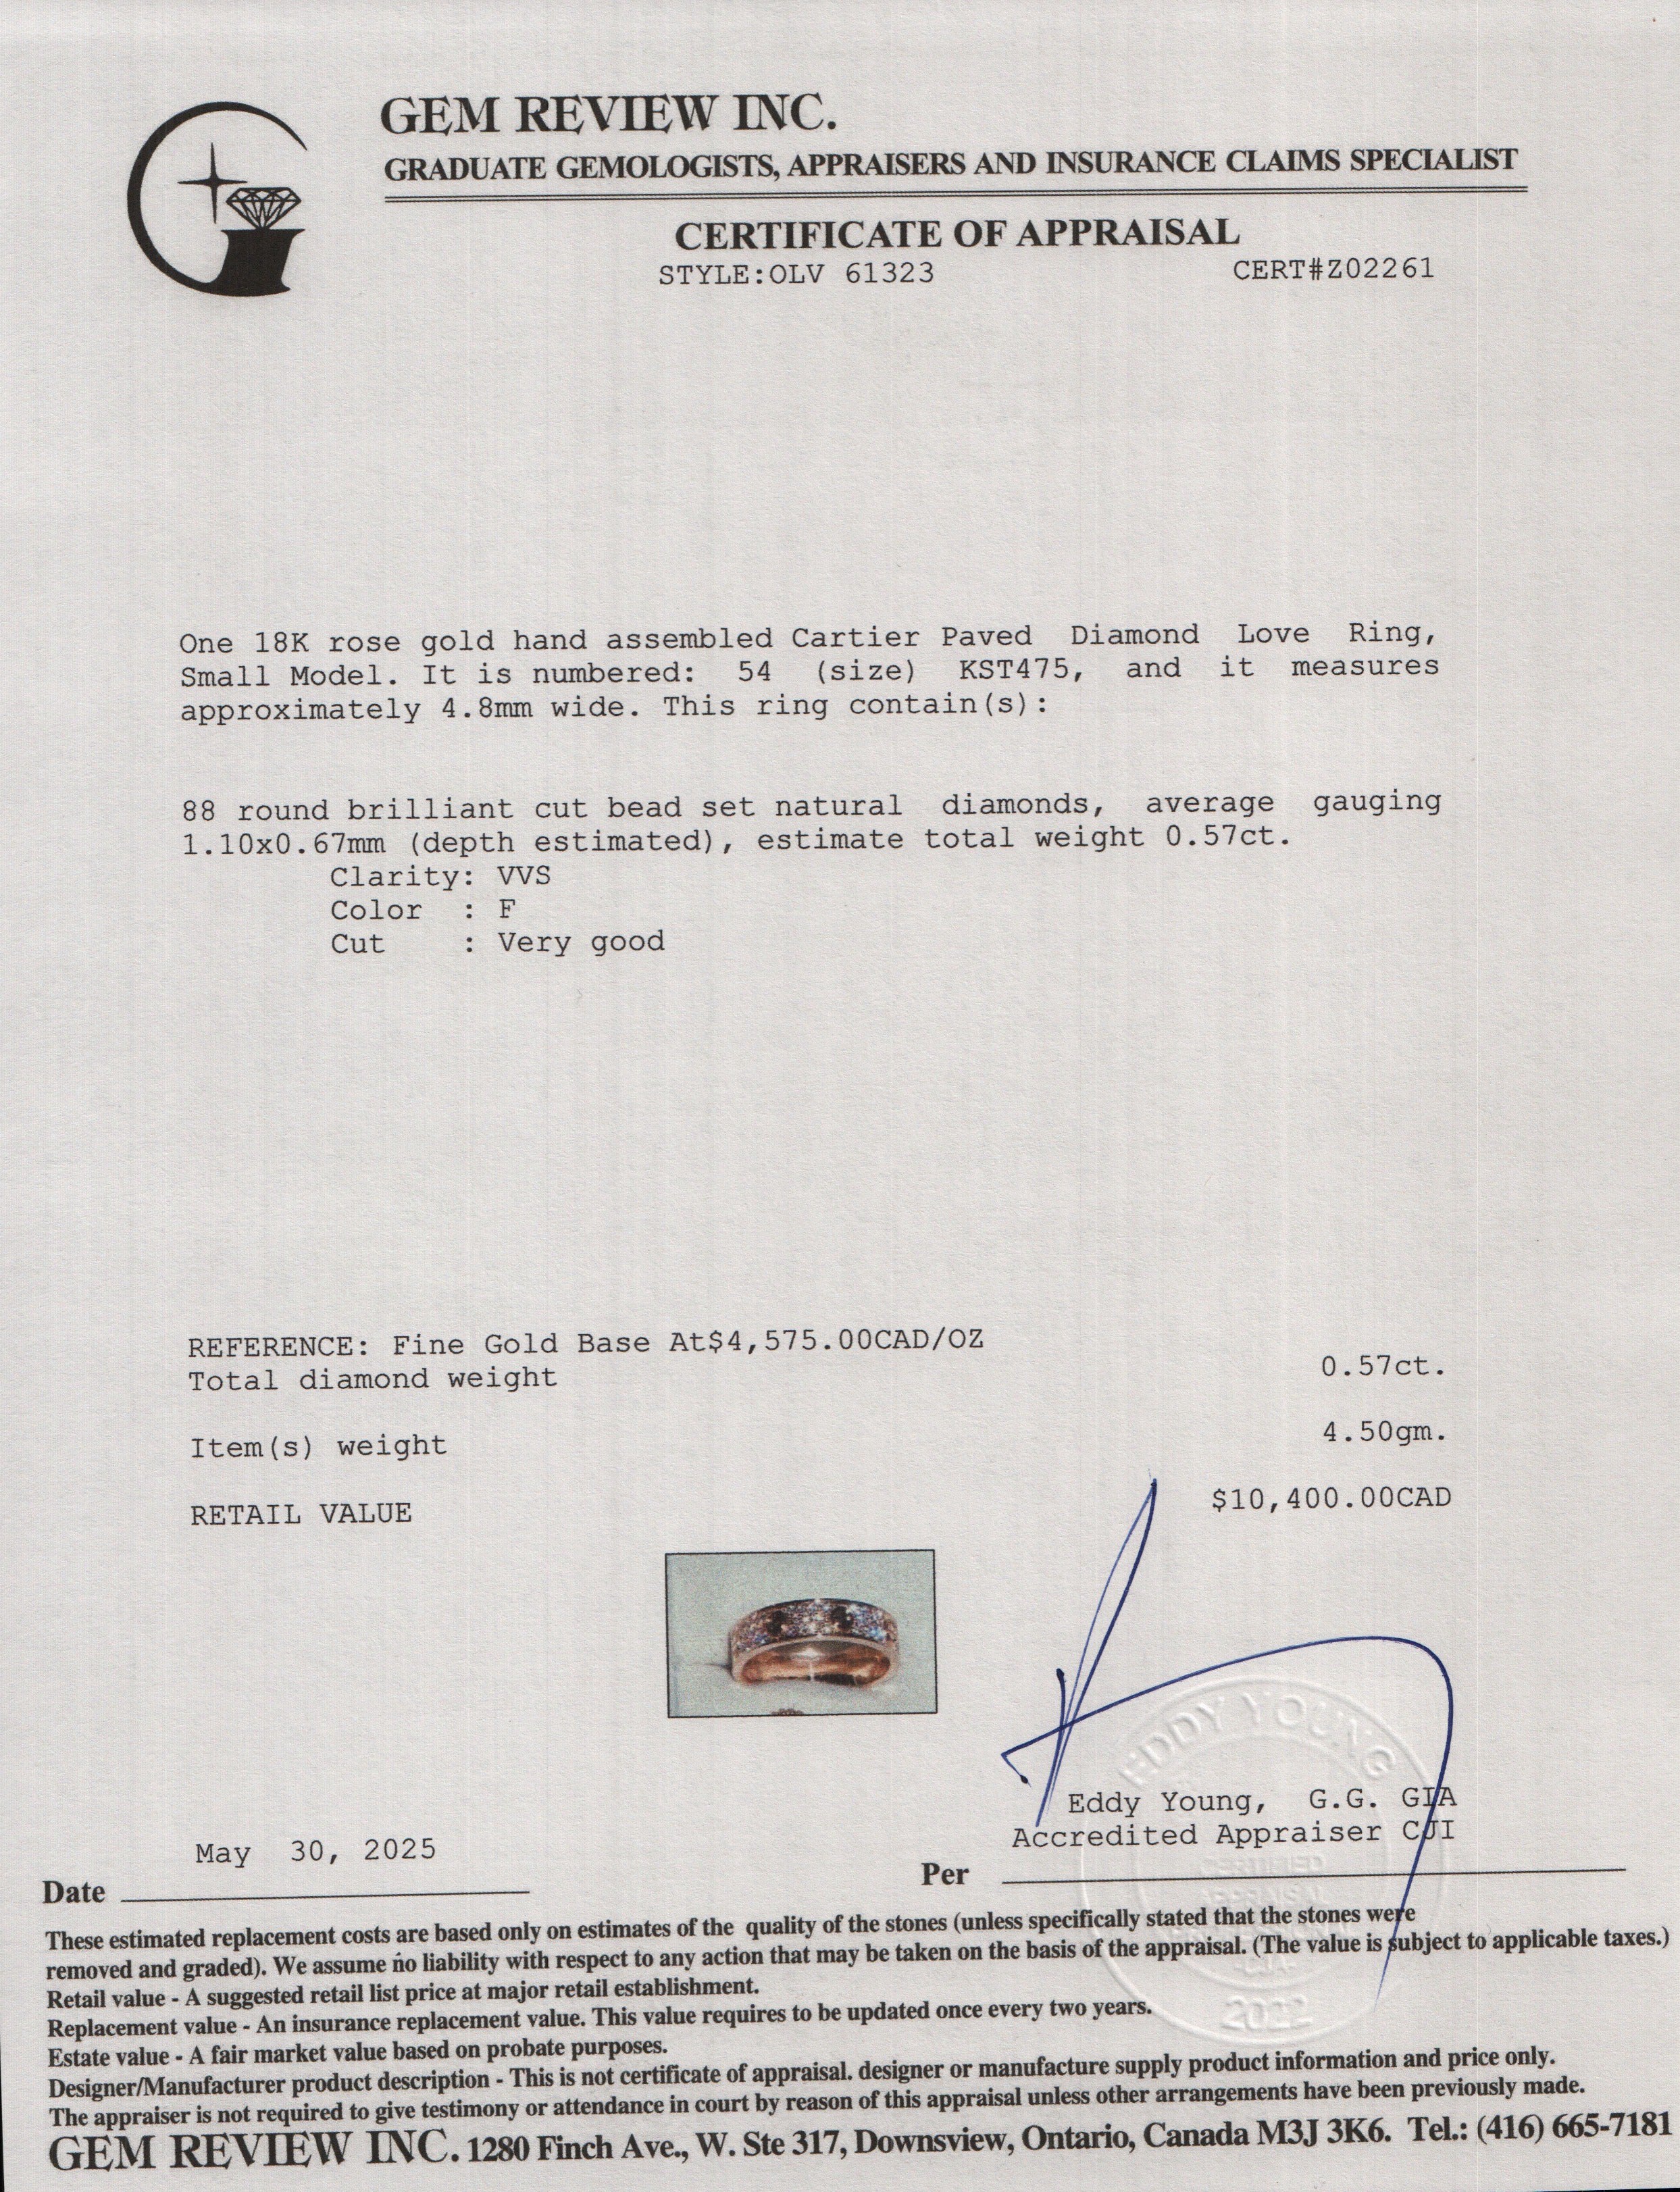 GEM REVIEW INC.
GRADUATE GEMOLOGISTS, APPRAISERS AND INSURANCE CLAIMS SPECIALIST
CERTIFICATE OF APPRAISAL
STYLE:OLV 61323 CERT#Z02261
One 18K rose gold hand assembled Cartier Paved Diamond Love Ring,
Small Model. It is numbered: 54 (size) KST475, and it measures
approximately 4.8mm wide. This ring contain(s):
88 round brilliant cut bead set natural diamonds, average gauging
1.10x0.67mm (depth estimated), estimate total weight 0.57ct.
Clarity: VVS
Color : F
Cut : Very good
REFERENCE: Fine Gold Base At$4,575.00CAD/OZ
Total diamond weight 0.57ct.
Item(s) weight 4.50gm.
RETAIL VALUE $10,400.00CAD
EDDY YOUNG
Eddy Young, G.G. GIA
Accredited Appraiser CJI
May 30, 2025
Date Per
CERTIFIED
APPRAISAL
2022
These estimated replacement costs are based only on estimates of the quality of the stones (unless specifically stated that the stones were
removed and graded). We assume no liability with respect to any action that may be taken on the basis of the appraisal. (The value is subject to applicable taxes.)
Retail value - A suggested retail list price at major retail establishment.
Replacement value - An insurance replacement value. This value requires to be updated once every two years.
Estate value - A fair market value based on probate purposes.
Designer/Manufacturer product description - This is not certificate of appraisal. designer or manufacture supply product information and price only.
The appraiser is not required to give testimony or attendance in court by reason of this appraisal unless other arrangements have been previously made.
GEM REVIEW INC. 1280 Finch Ave., W. Ste 317, Downsview, Ontario, Canada M3J 3K6. Tel.: (416) 665-7181